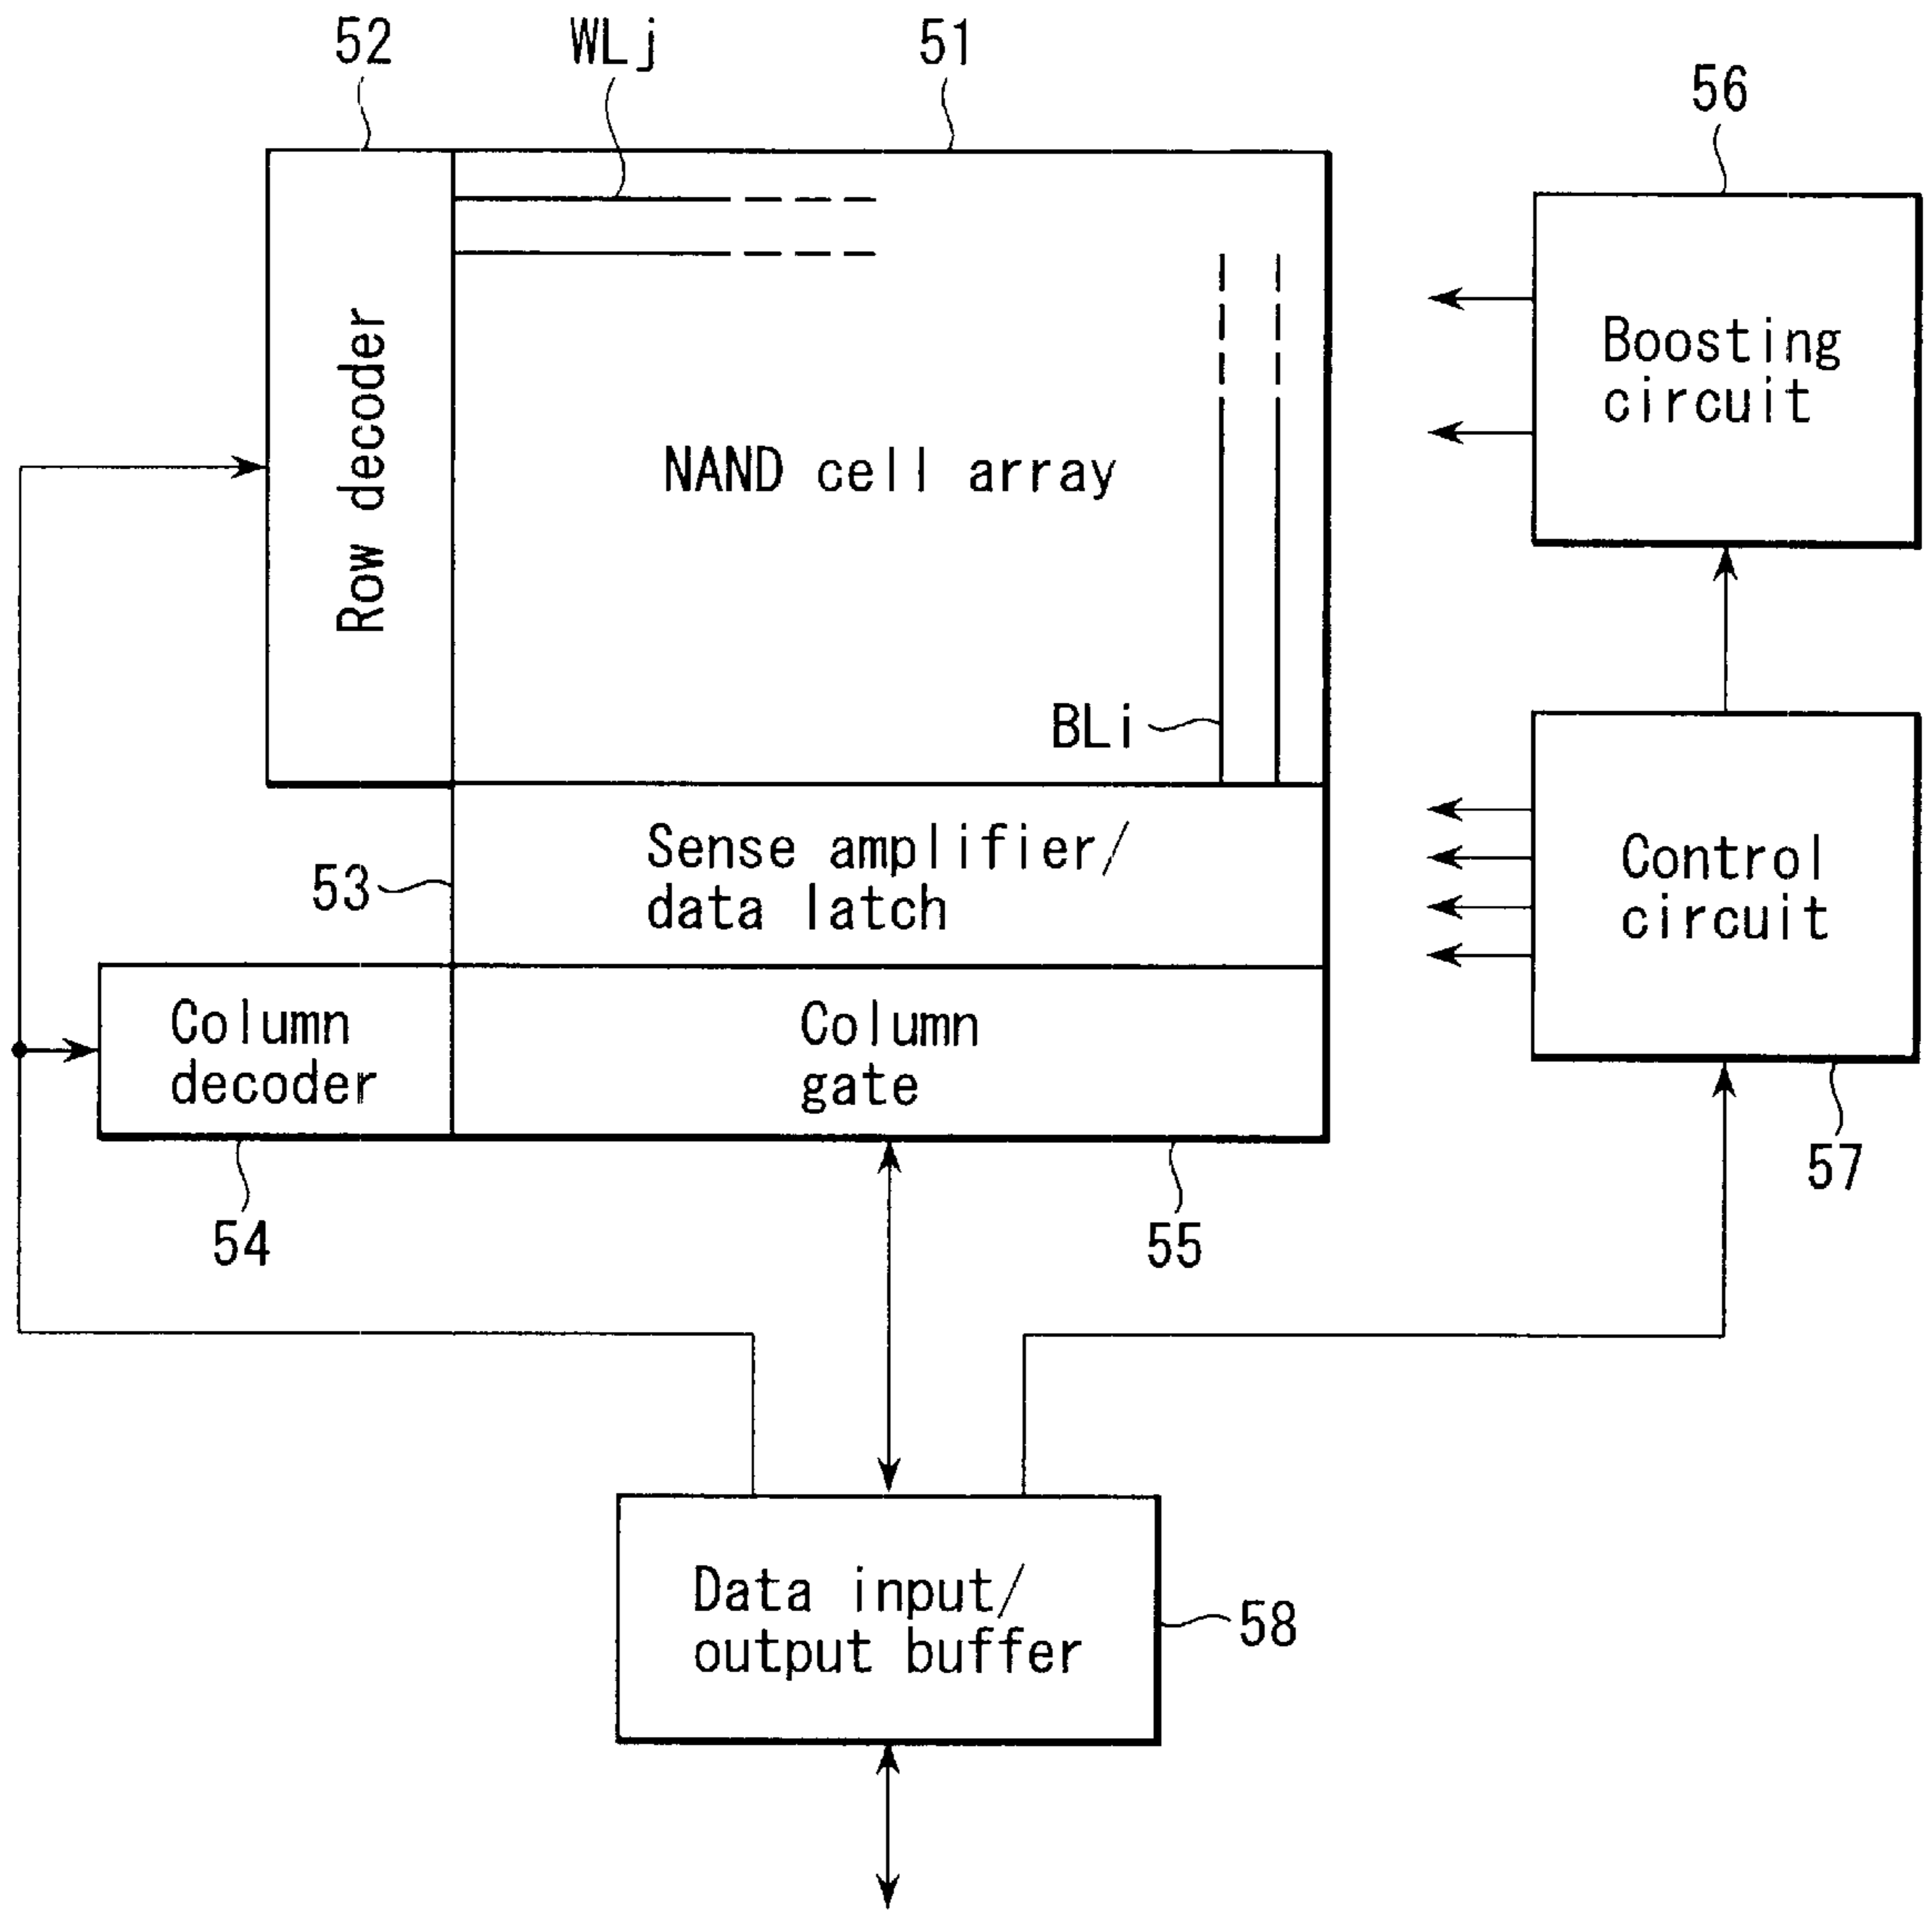 52
WLj
51
56
Row decoder
NAND cell array
Boosting
circuit
BLi
53
Sense amplifier/
data latch
Control
circuit
Column
decoder
Column
gate
57
54
55
Data input/
output buffer
58